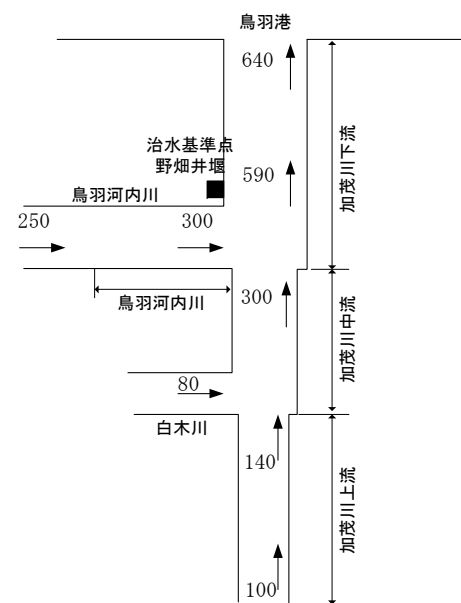 鳥羽港
640
治水基準点
野畑井堰
590
加茂川下流
鳥羽河内川
250
300
鳥羽河内川
300
加茂川中流
80
白木川
140
加茂川上流
100